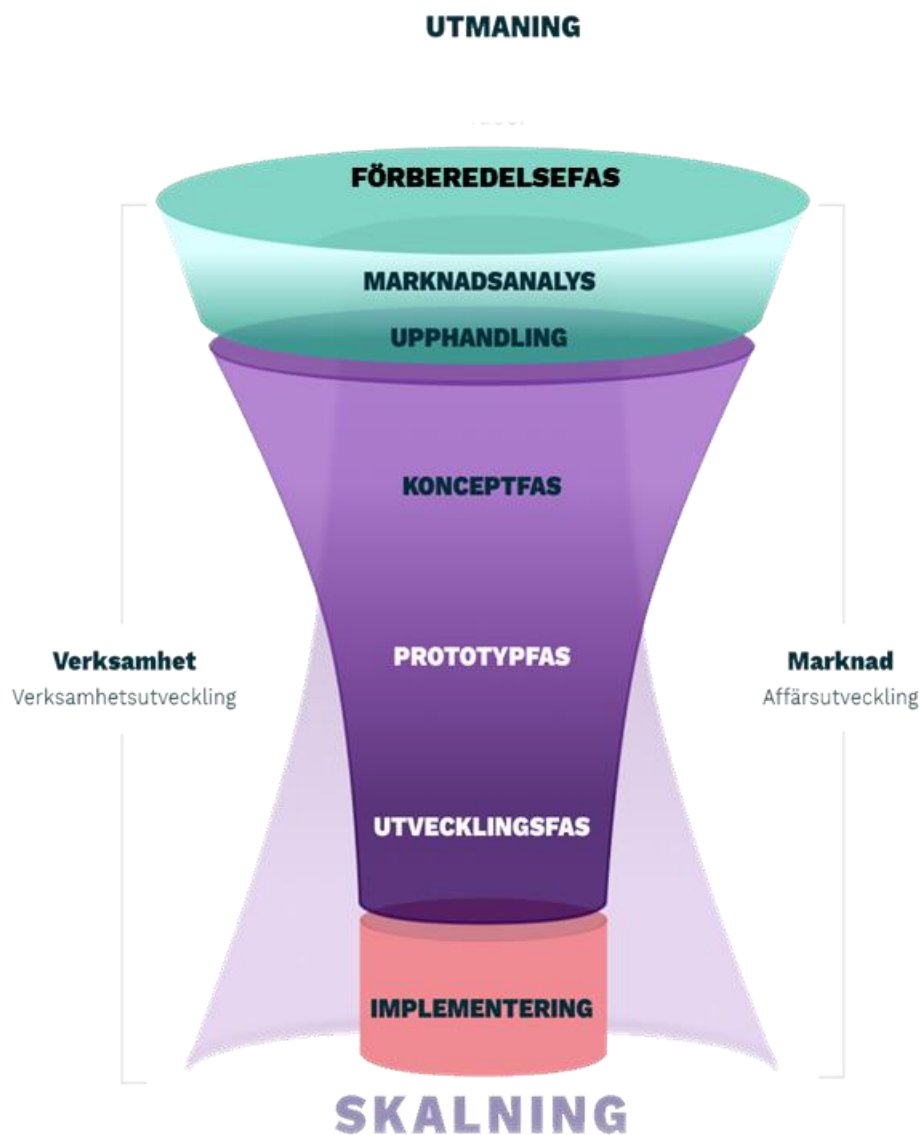 UTMANING
FÖRBEREDELSEFAS
MARKNADSANALYS
UPPHANDLING
KONCEPTFAS
Verksamhet
Verksamhetsutveckling
PROTOTYPFAS
Marknad
Affärsutveckling
UTVECKLINGSFAS
IMPLEMENTERING
SKALNING